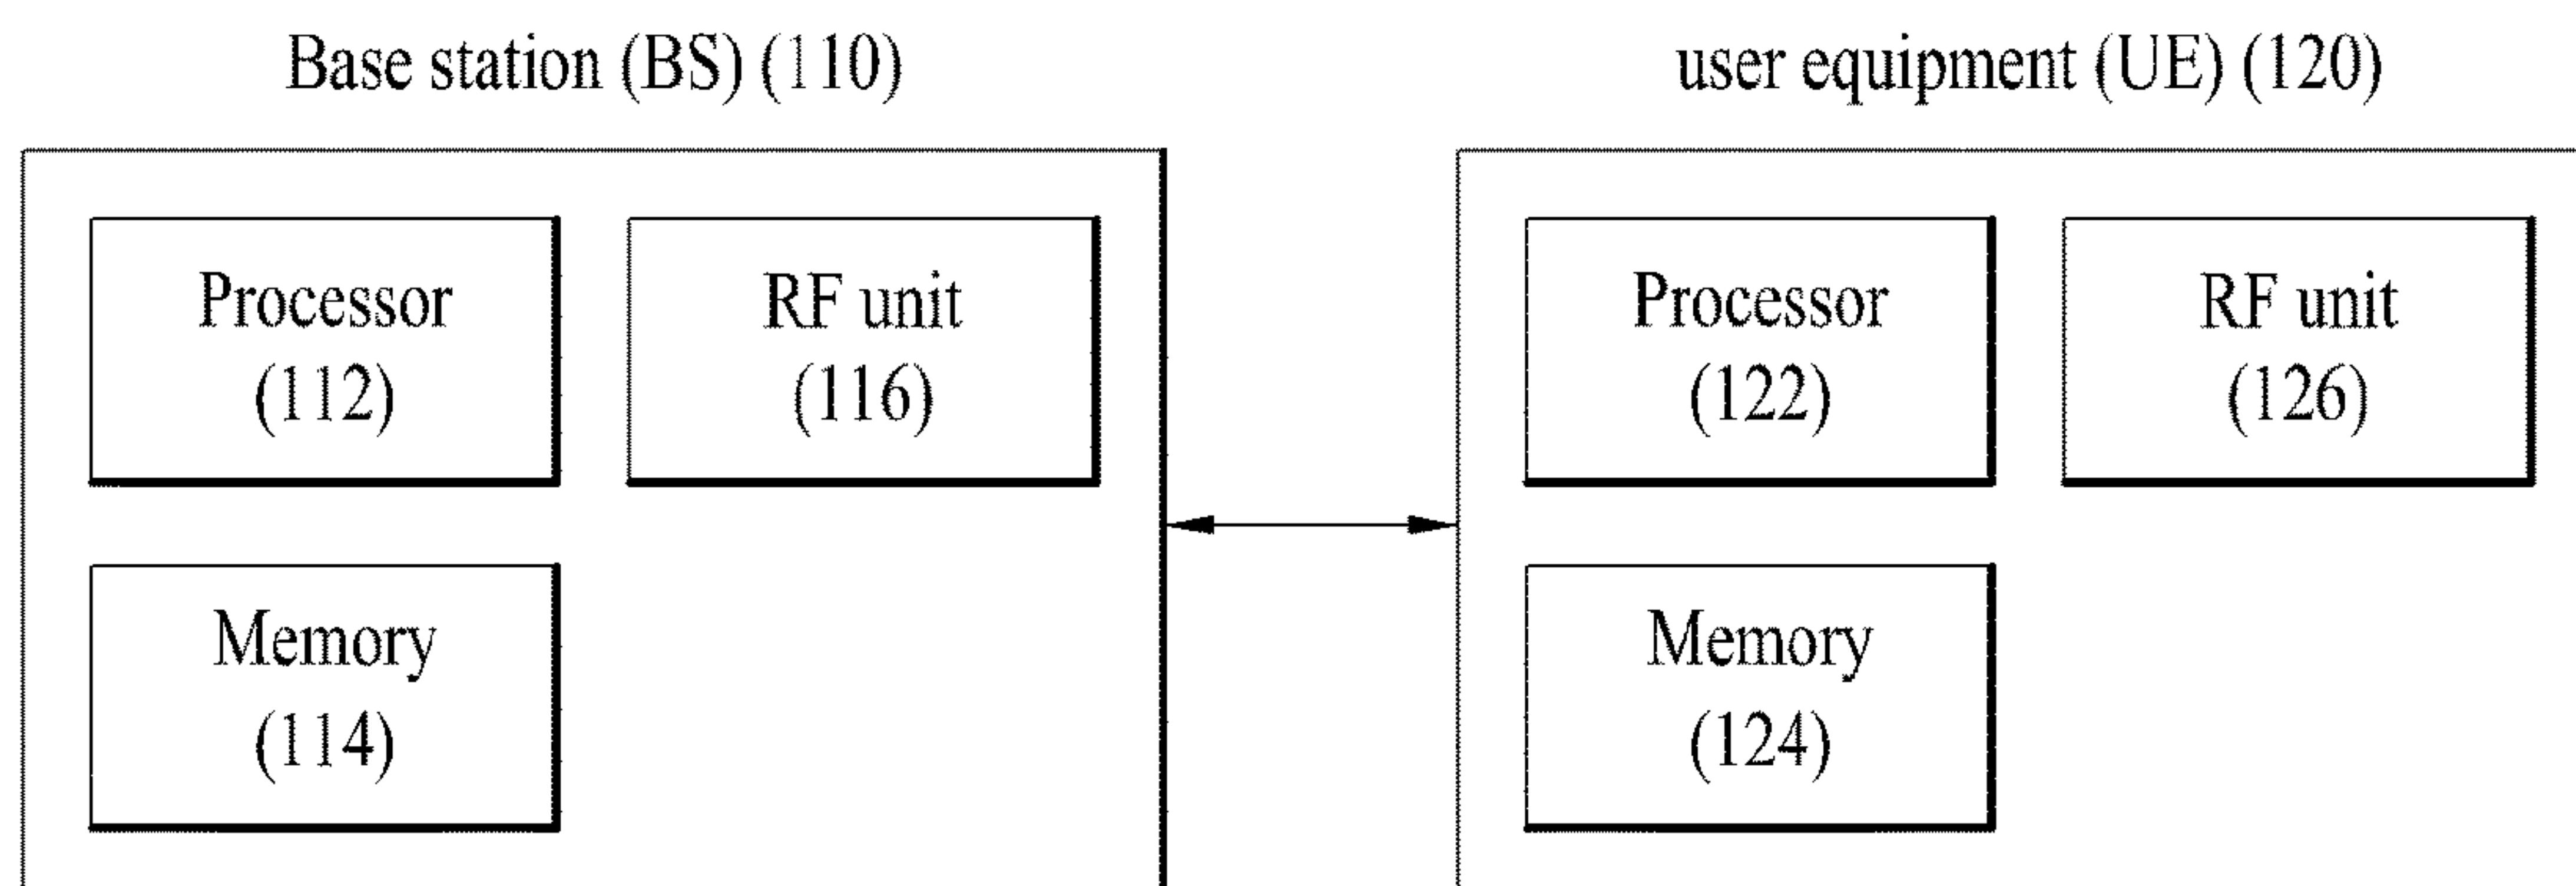 Base station (BS) (110)
Processor
(112)
RF unit
(116)
Memory
(114)
user equipment (UE) (120)
Processor
(122)
RF unit
(126)
Memory
(124)